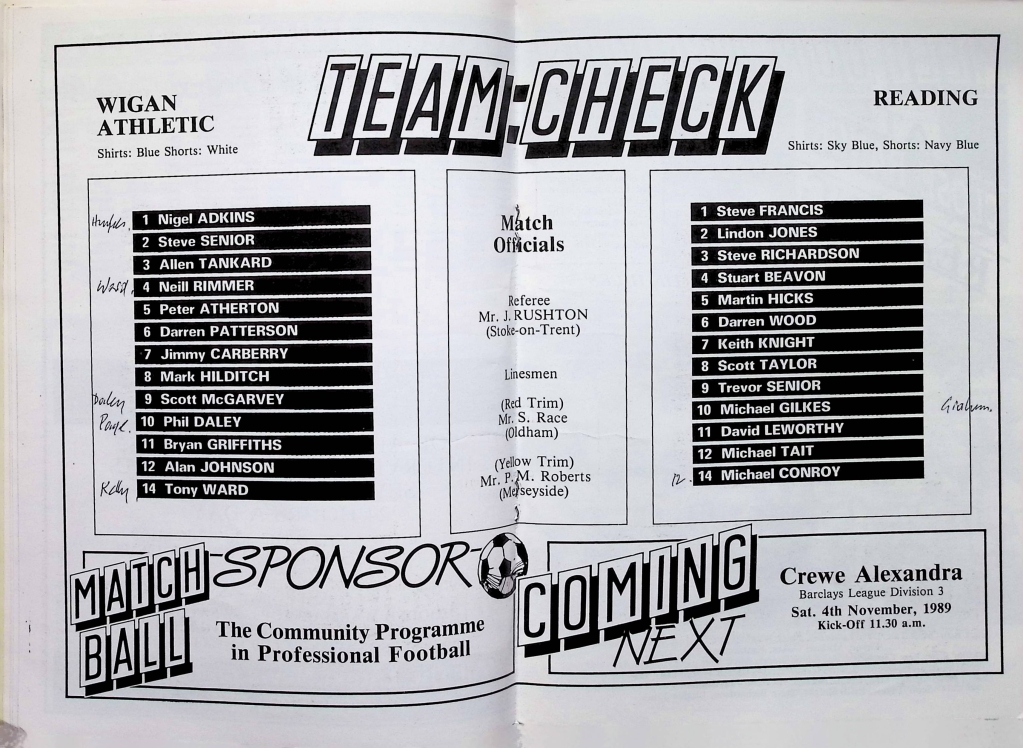 TEAM:CHECK
WIGAN
ATHLETIC
Shirts: Blue Shorts: White
READING
Shirts: Sky Blue, Shorts: Navy Blue
1 Nigel ADKINS
2 Steve SENIOR
3 Allen TANKARD
Ward. 4 Neill RIMMER
5 Peter ATHERTON
6 Darren PATTERSON
7 Jimmy CARBERRY
8 Mark HILDITCH
Daley 9 Scott McGARVEY
10 Phil DALEY
11 Bryan GRIFFITHS
12 Alan JOHNSON
Kelly 14 Tony WARD
Match
Officials
Referee
Mr. J. RUSHTON
(Stoke-on-Trent)
Linesmen
(Red Trim)
Mr. S. Race
(Oldham)
(Yellow Trim)
Mr. P. M. Roberts
(Merseyside)
1 Steve FRANCIS
2 Lindon JONES
3 Steve RICHARDSON
4 Stuart BEAVON
5 Martin HICKS
6 Darren WOOD
7 Keith KNIGHT
8 Scott TAYLOR
9 Trevor SENIOR
10 Michael GILKES Graham.
11 David LEWORTHY
12 Michael TAIT
12. 14 Michael CONROY
MATCH
BALL
SPONSOR
The Community Programme
in Professional Football
COMING
NEXT
Crewe Alexandra
Barclays League Division 3
Sat. 4th November, 1989
Kick-Off 11.30 a.m.